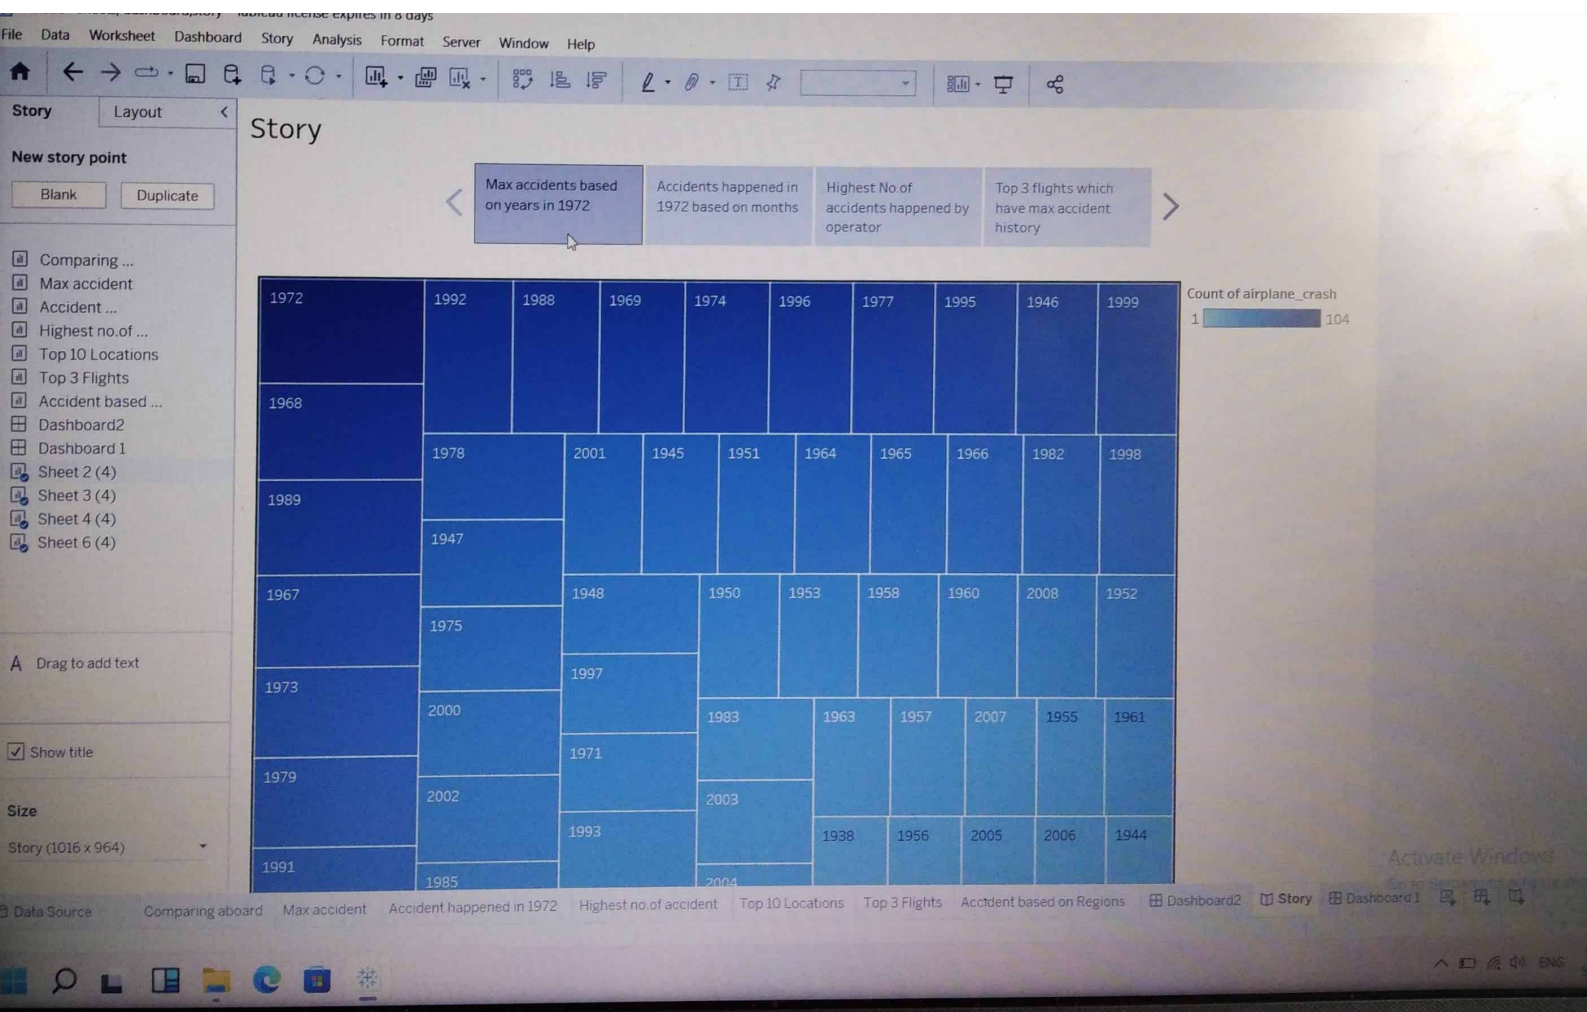 Tableau license expires in 8 days
File Data Worksheet Dashboard Story Analysis Format Server Window Help
Story Layout
New story point
Blank Duplicate
Comparing ...
Max accident
Accident ...
Highest no.of ...
Top 10 Locations
Top 3 Flights
Accident based ...
Dashboard2
Dashboard 1
Sheet 2 (4)
Sheet 3 (4)
Sheet 4 (4)
Sheet 6 (4)
A Drag to add text
Show title
Size
Story (1016 x 964)
Story
Max accidents based
on years in 1972
Accidents happened in
1972 based on months
Highest No.of
accidents happened by
operator
Top 3 flights which
have max accident
history
1972 1992 1988 1969 1974 1996 1977 1995 1946 1999
1968
1978 2001 1945 1951 1964 1965 1966 1982 1998
1989
1947
1967 1948 1950 1953 1958 1960 2008 1952
1975
1997
1973
2000 1983 1963 1957 2007 1955 1961
1971
1979
2002 2003
1993 1938 1956 2005 2006 1944
1991
1985 2004
Count of airplane_crash
1 104
Activate Windows
Data Source Comparing aboard Max accident Accident happened in 1972 Highest no.of accident Top 10 Locations Top 3 Flights Accident based on Regions Dashboard2 Story Dashboard 1
ENG